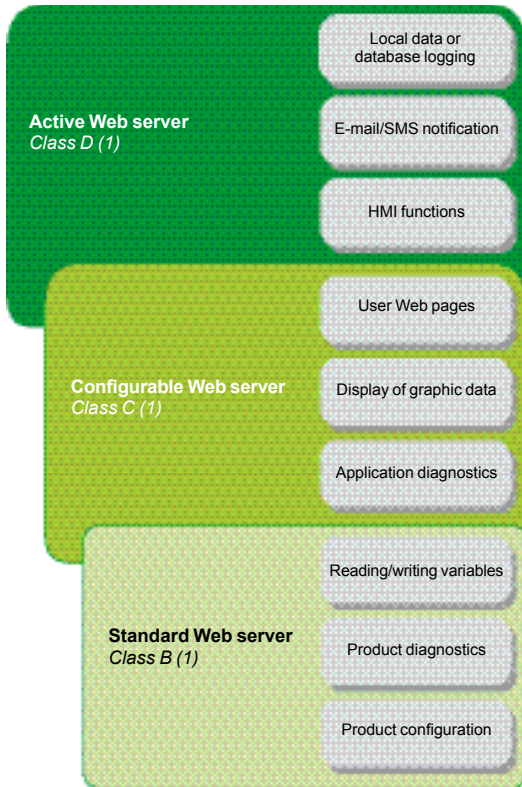 Local data or
database logging
Active Web server
Class D (1)
E-mail/SMS notification
HMI functions
User Web pages
Configurable Web server
Class C (1)
Display of graphic data
Application diagnostics
Reading/writing variables
Standard Web server
Class B (1)
Product diagnostics
Product configuration